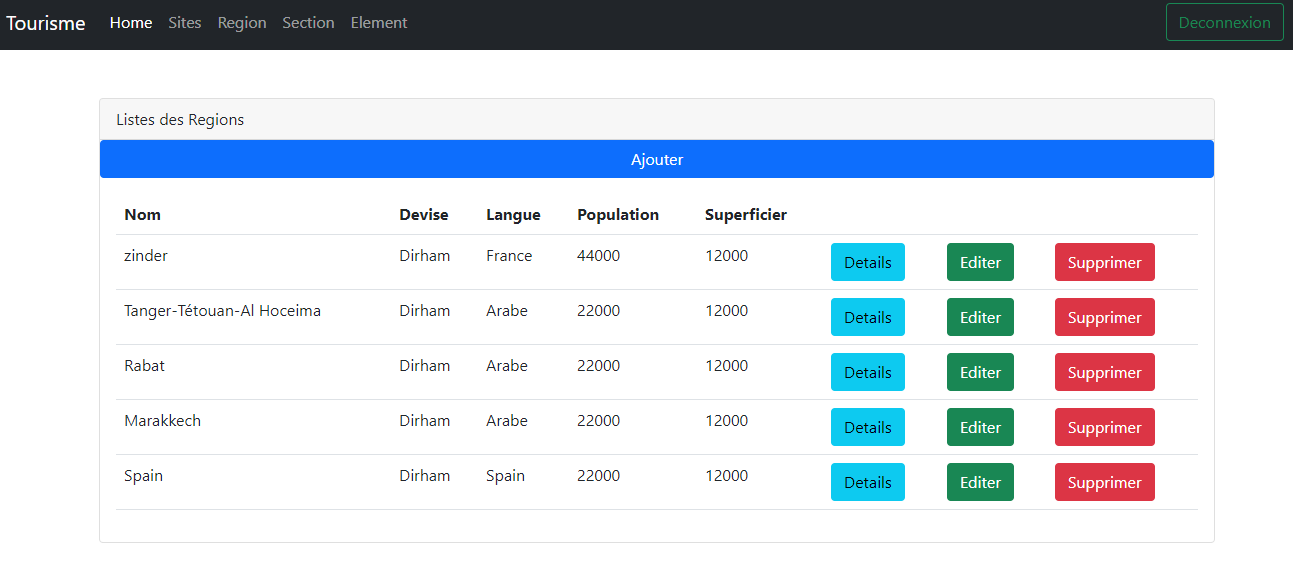 Tourisme Home Sites Region Section Element Deconnexion
Listes des Regions
Ajouter
Nom Devise Langue Population Superficier
zinder Dirham France 44000 12000 Details Editer Supprimer
Tanger-Tétouan-Al Hoceima Dirham Arabe 22000 12000 Details Editer Supprimer
Rabat Dirham Arabe 22000 12000 Details Editer Supprimer
Marakkech Dirham Arabe 22000 12000 Details Editer Supprimer
Spain Dirham Spain 22000 12000 Details Editer Supprimer